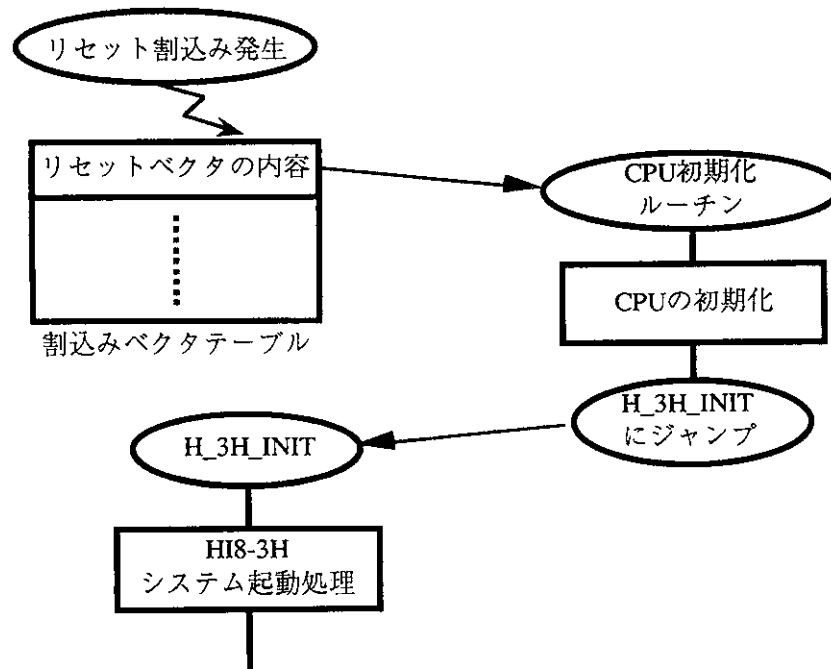 リセット割込み発生
リセットベクタの内容
割込みベクタテーブル
CPU初期化
ルーチン
CPUの初期化
H_3H_INIT
にジャンプ
H_3H_INIT
HI8-3H
システム起動処理